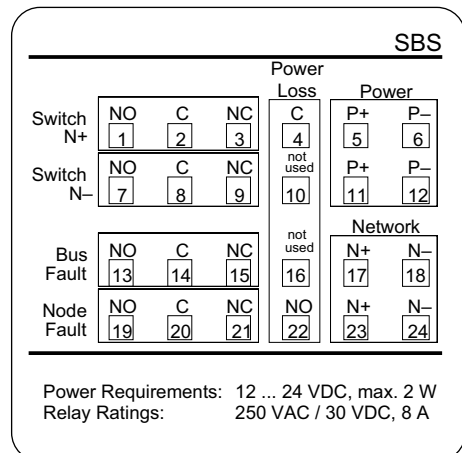 SBS
Power
Loss Power
Switch N+ NO C NC C P+ P–
1 2 3 4 5 6
Switch N– NO C NC not used P+ P–
7 8 9 10 11 12
Network
Bus Fault NO C NC not used N+ N–
13 14 15 16 17 18
Node Fault NO C NC NO N+ N–
19 20 21 22 23 24
Power Requirements: 12 ... 24 VDC, max. 2 W
Relay Ratings: 250 VAC / 30 VDC, 8 A